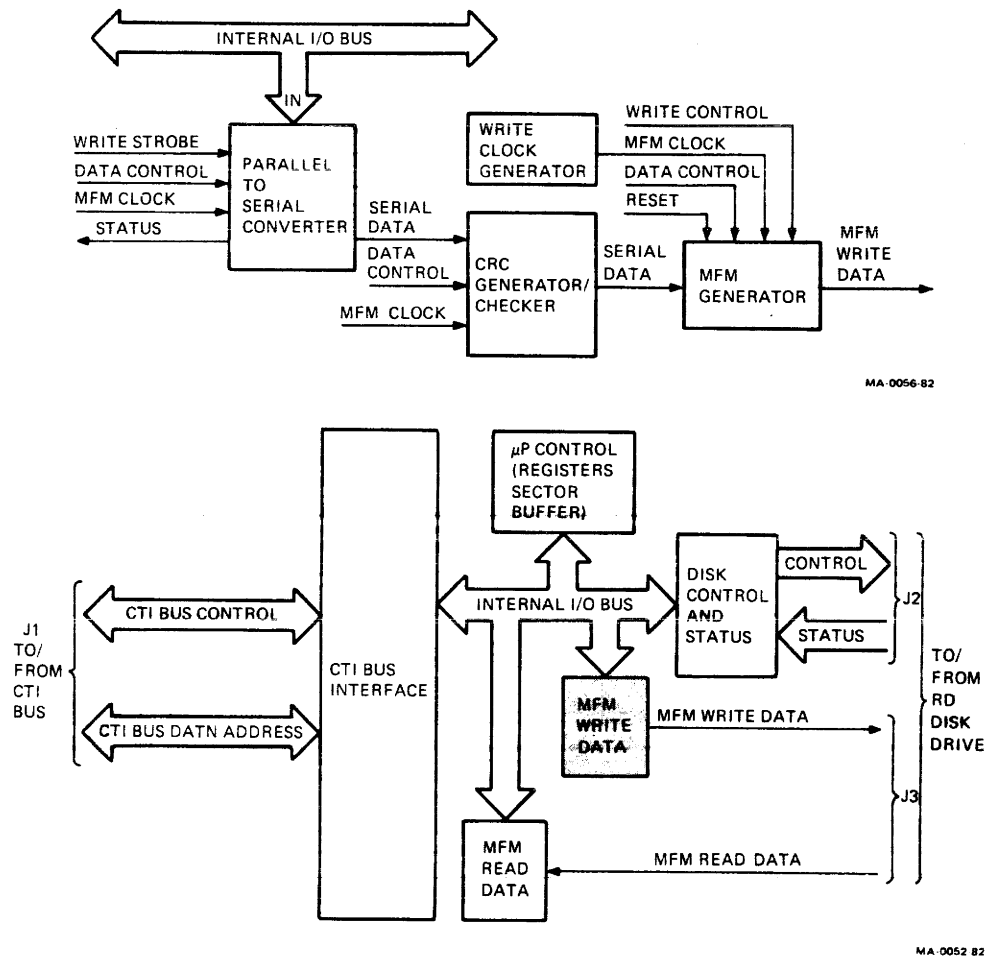 INTERNAL I/O BUS
IN
WRITE STROBE
DATA CONTROL
MFM CLOCK
STATUS
PARALLEL
TO
SERIAL
CONVERTER
SERIAL
DATA
DATA
CONTROL
MFM CLOCK
WRITE
CLOCK
GENERATOR
CRC
GENERATOR/
CHECKER
WRITE CONTROL
MFM CLOCK
DATA CONTROL
RESET
SERIAL
DATA
MFM
GENERATOR
MFM
WRITE
DATA
MA-0056-82
J1
TO/
FROM
CTI
BUS
CTI BUS CONTROL
CTI BUS DATN ADDRESS
CTI BUS
INTERFACE
µP CONTROL
(REGISTERS
SECTOR
BUFFER)
INTERNAL I/O BUS
DISK
CONTROL
AND
STATUS
CONTROL
STATUS
J2
MFM
WRITE
DATA
MFM WRITE DATA
MFM
READ
DATA
MFM READ DATA
J3
TO/
FROM
RD
DISK
DRIVE
MA-0052 82